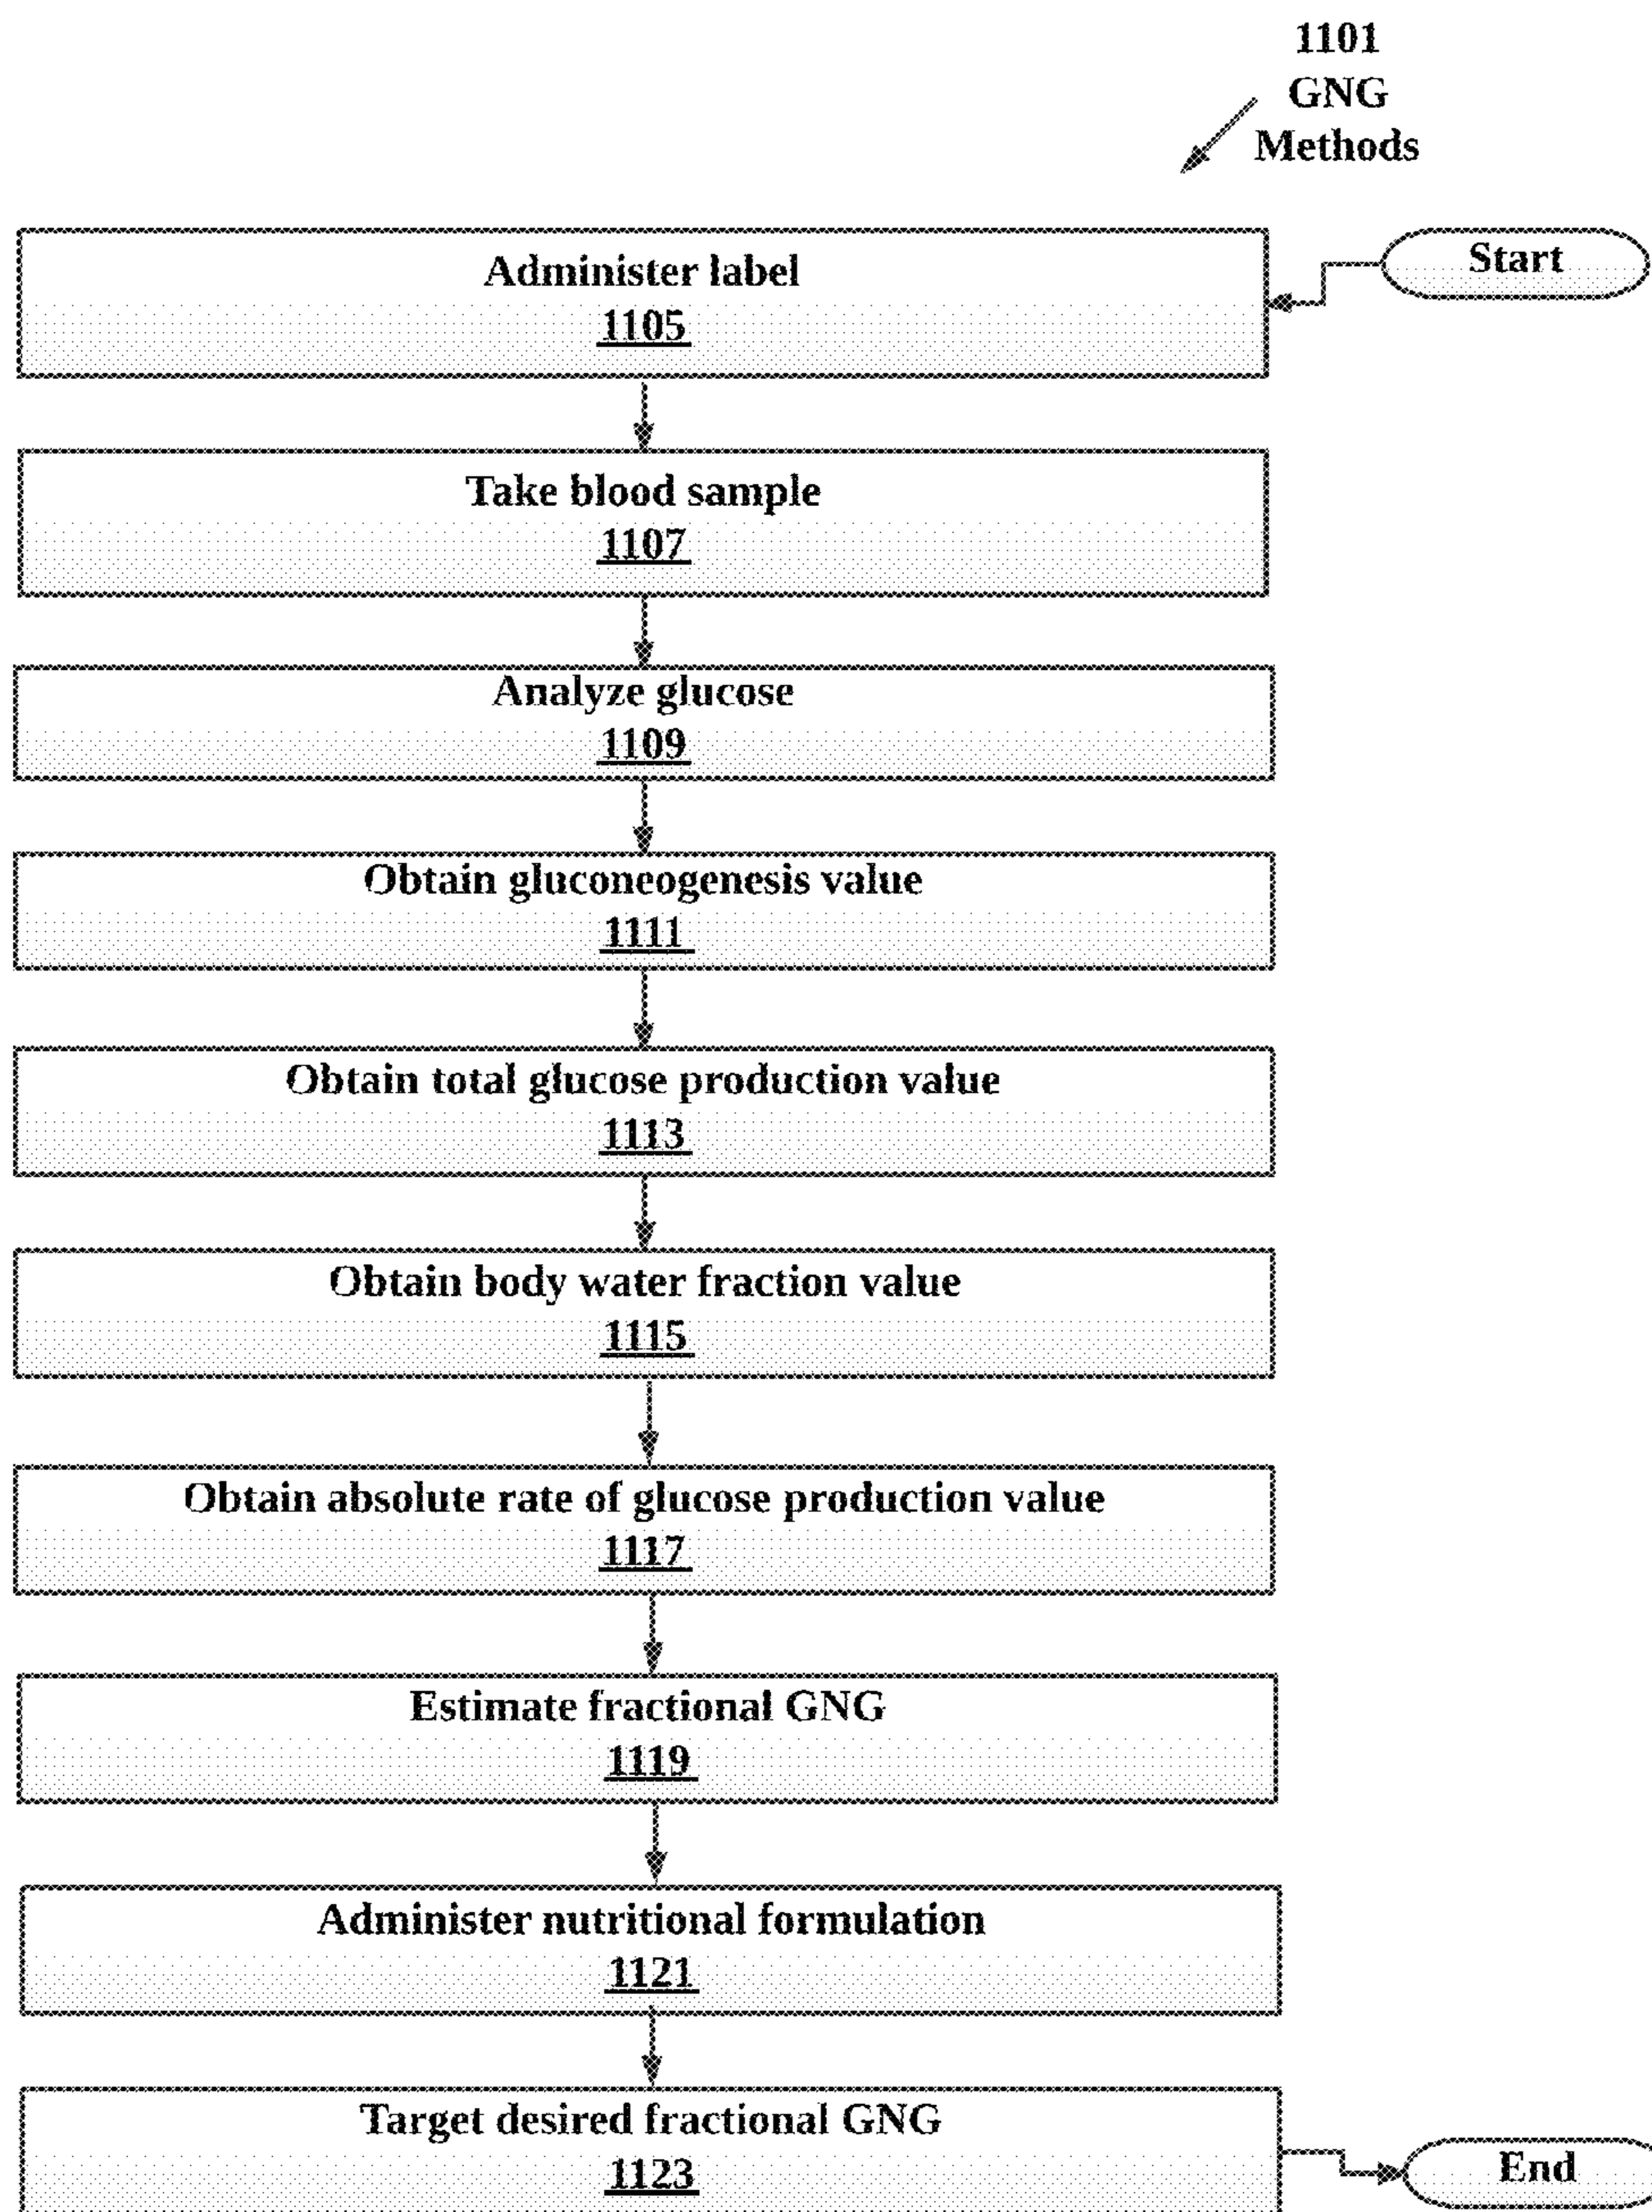 1101
GNG
Methods
Start
Administer label
1105
Take blood sample
1107
Analyze glucose
1109
Obtain gluconeogenesis value
1111
Obtain total glucose production value
1113
Obtain body water fraction value
1115
Obtain absolute rate of glucose production value
1117
Estimate fractional GNG
1119
Administer nutritional formulation
1121
Target desired fractional GNG
1123
End